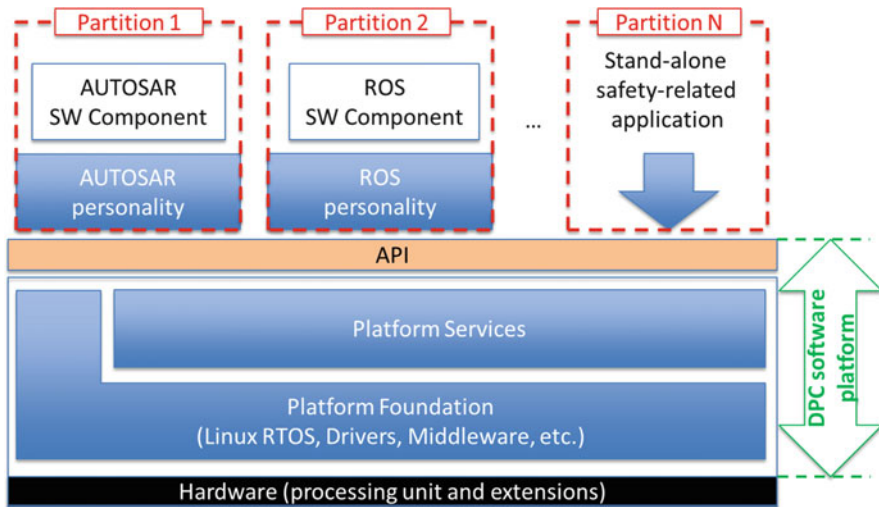 Partition 1
Partition 2
Partition N
AUTOSAR
SW Component
ROS
SW Component
...
Stand-alone
safety-related
application
AUTOSAR
personality
ROS
personality
API
Platform Services
Platform Foundation
(Linux RTOS, Drivers, Middleware, etc.)
DPC software
platform
Hardware (processing unit and extensions)